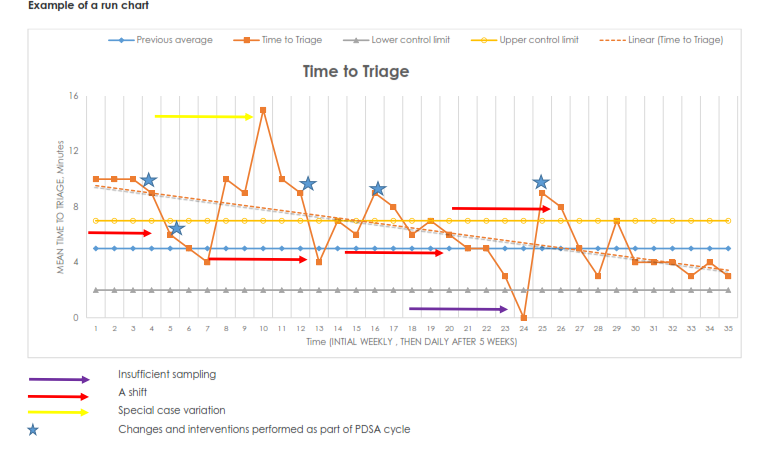 Example of a run chart
Previous average Time to Triage Lower control limit Upper control limit Linear (Time to Triage)
Time to Triage
MEAN TIME TO TRIAGE, Minutes
16
12
8
4
0
1 2 3 4 5 6 7 8 9 10 11 12 13 14 15 16 17 18 19 20 21 22 23 24 25 26 27 28 29 30 31 32 33 34 35
Time (INTIAL WEEKLY , THEN DAILY AFTER 5 WEEKS)
Insufficient sampling
A shift
Special case variation
Changes and interventions performed as part of PDSA cycle